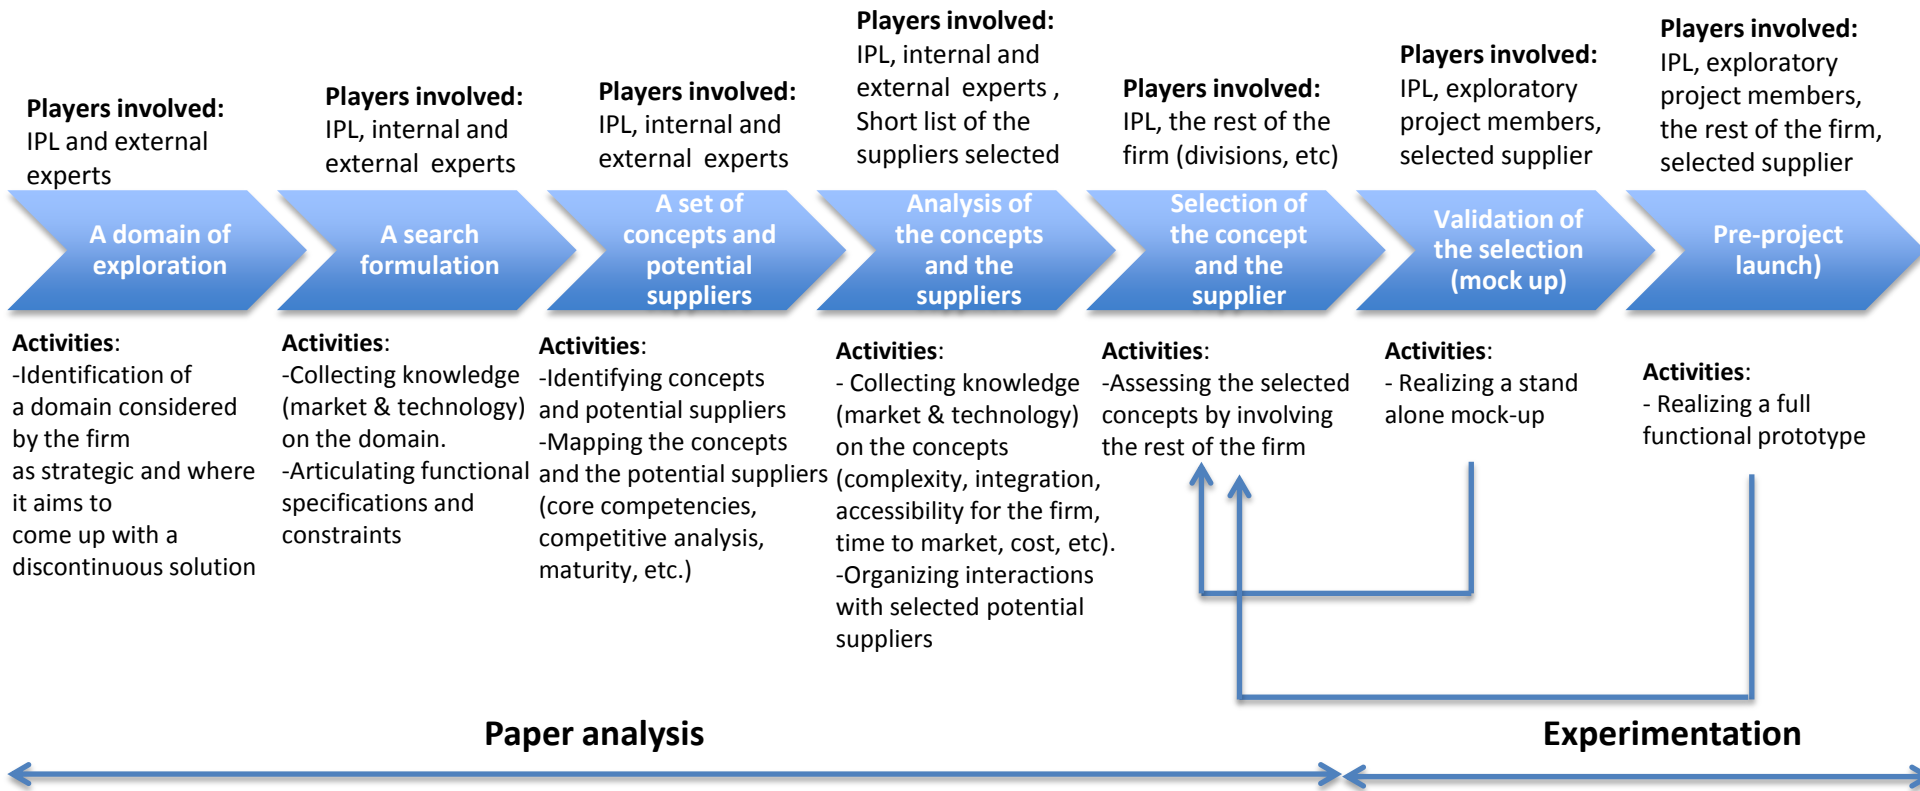 Players involved:
IPL and external
experts
Players involved:
IPL, internal and
external experts
Players involved:
IPL, internal and
external experts
Players involved:
IPL, internal and
external experts ,
Short list of the
suppliers selected
Players involved:
IPL, the rest of the
firm (divisions, etc)
Players involved:
IPL, exploratory
project members,
selected supplier
Players involved:
IPL, exploratory
project members,
the rest of the firm,
selected supplier
A domain of
exploration
A search
formulation
A set of
concepts and
potential
suppliers
Analysis of
the concepts
and the
suppliers
Selection of
the concept
and the
supplier
Validation of
the selection
(mock up)
Pre-project
launch)
Activities:
-Identification of
a domain considered
by the firm
as strategic and where
it aims to
come up with a
discontinuous solution
Activities:
-Collecting knowledge
(market & technology)
on the domain.
-Articulating functional
specifications and
constraints
Activities:
-Identifying concepts
and potential suppliers
-Mapping the concepts
and the potential suppliers
(core competencies,
competitive analysis,
maturity, etc.)
Activities:
- Collecting knowledge
(market & technology)
on the concepts
(complexity, integration,
accessibility for the firm,
time to market, cost, etc).
-Organizing interactions
with selected potential
suppliers
Activities:
-Assessing the selected
concepts by involving
the rest of the firm
Activities:
- Realizing a stand
alone mock-up
Activities:
- Realizing a full
functional prototype
Paper analysis
Experimentation